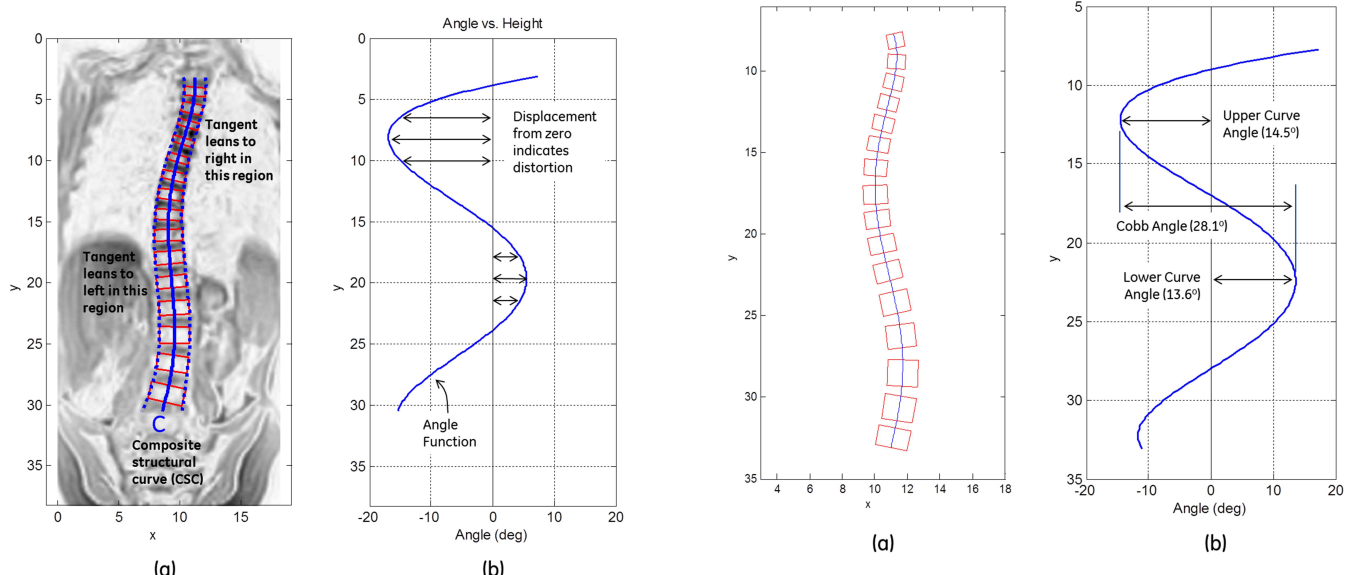 0
5
10
15
20
25
30
35
0
5
10
15
y
x
Tangent
leans to
right in
this region
Tangent
leans to
left in this
region
C
Composite
structural
curve (CSC)
(a)
Angle vs. Height
0
5
10
15
20
25
30
35
-20
-10
0
10
20
y
Angle (deg)
Displacement
from zero
indicates
distortion
Angle
Function
(b)
5
10
15
20
25
30
35
4
6
8
10
12
14
16
18
y
x
(a)
5
10
15
20
25
30
35
-20
-10
0
10
20
y
Angle (deg)
Upper Curve
Angle (14.5º)
Cobb Angle (28.1º)
Lower Curve
Angle (13.6º)
(b)